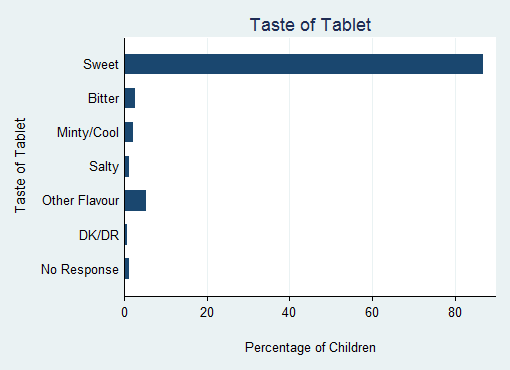 Taste of Tablet
Taste of Tablet
Sweet
Bitter
Minty/Cool
Salty
Other Flavour
DK/DR
No Response
0 20 40 60 80
Percentage of Children